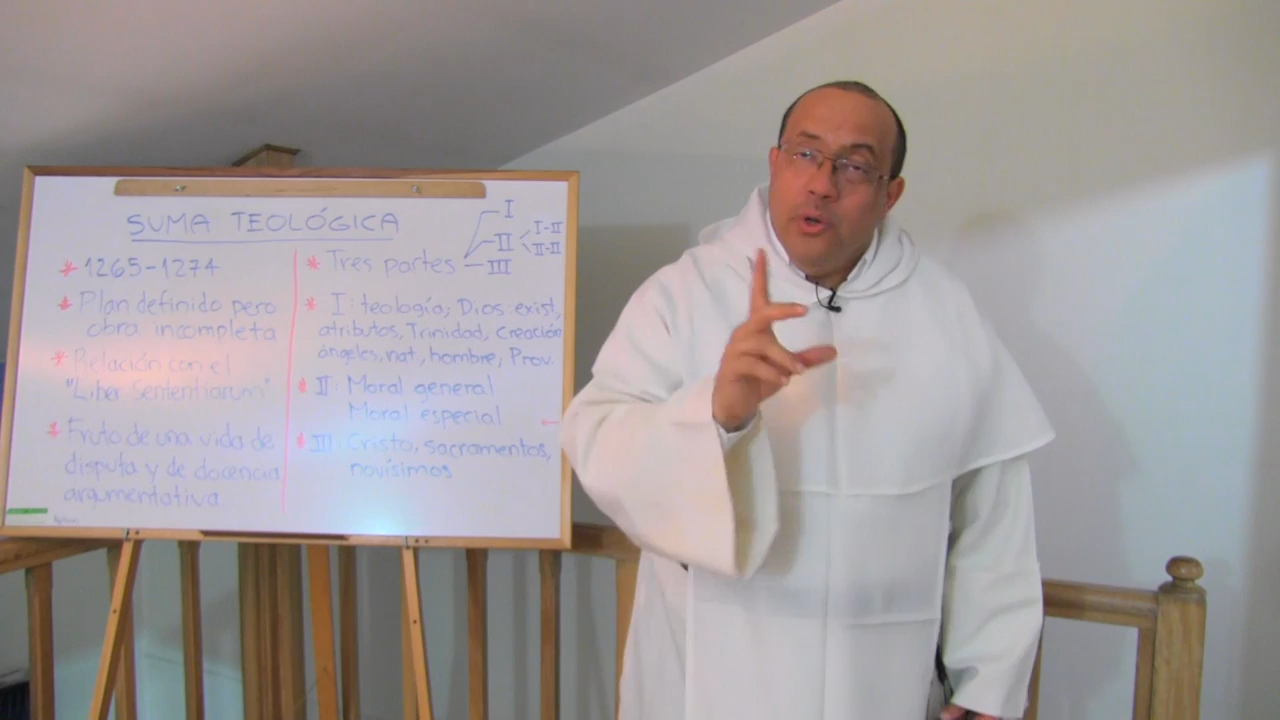 SUMA TEOLÓGICA
* 1265-1274
* Plan definido pero
obra incompleta
* Relación con el
"Liber Sententiarum"
* Fruto de una vida de
disputa y de docencia
argumentativa.
* Tres partes
I
II
I-II
II-II
III
* I: teología; Dios: exist,
atributos, Trinidad, Creación
ángeles, nat., hombre, Prov.
* II: Moral general
Moral especial
* III: Cristo, sacramentos,
novísimos